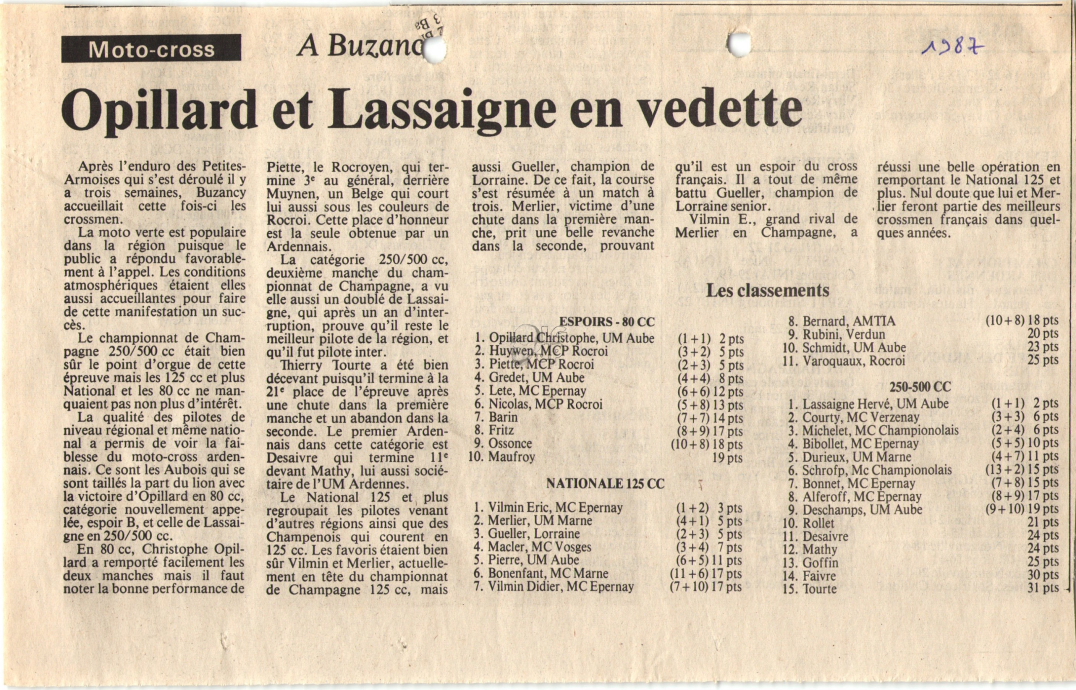 Moto-cross
A Buzanc
1987
Opillard et Lassaigne en vedette
Après l'enduro des Petites-
Armoises qui s'est déroulé il y
a trois semaines, Buzancy
accueillait cette fois-ci les
crossmen.
La moto verte est populaire
dans la région puisque le
public a répondu favorable-
ment à l'appel. Les conditions
atmosphériques étaient elles
aussi accueillantes pour faire
de cette manifestation un suc-
cès.
Le championnat de Cham-
pagne 250/500 cc était bien
sûr le point d'orgue de cette
épreuve mais les 125 cc et plus
National et les 80 cc ne man-
quaient pas non plus d'intérêt.
La qualité des pilotes de
niveau régional et même natio-
nal a permis de voir la fai-
blesse du moto-cross arden-
nais. Ce sont les Aubois qui se
sont taillés la part du lion avec
la victoire d'Opillard en 80 cc,
catégorie nouvellement appe-
lée, espoir B, et celle de Lassai-
gne en 250/500 cc.
En 80 cc, Christophe Opil-
lard a remporté facilement les
deux manches mais il faut
noter la bonne performance de
Piette, le Rocroyen, qui ter-
mine 3e au général, derrière
Muynen, un Belge qui court
lui aussi sous les couleurs de
Rocroi. Cette place d'honneur
est la seule obtenue par un
Ardennais.
La catégorie 250/500 cc,
deuxième manche du cham-
pionnat de Champagne, a vu
elle aussi un doublé de Lassai-
gne, qui après un an d'inter-
ruption, prouve qu'il reste le
meilleur pilote de la région, et
qu'il fut pilote inter.
Thierry Tourte a été bien
décevant puisqu'il termine à la
21e place de l'épreuve après
une chute dans la première
manche et un abandon dans la
seconde. Le premier Arden-
nais dans cette catégorie est
Desaivre qui termine 11e
devant Mathy, lui aussi socié-
taire de l'UM Ardennes.
Le National 125 et plus
regroupait les pilotes venant
d'autres régions ainsi que des
Champenois qui courent en
125 cc. Les favoris étaient bien
sûr Vilmin et Merlier, actuelle-
ment en tête du championnat
de Champagne 125 cc, mais
aussi Gueller, champion de
Lorraine. De ce fait, la course
s'est résumée à un match à
trois. Merlier, victime d'une
chute dans la première man-
che, prit une belle revanche
dans la seconde, prouvant
qu'il est un espoir du cross
français. Il a tout de même
battu Gueller, champion de
Lorraine senior.
Vilmin E., grand rival de
Merlier en Champagne, a
réussi une belle opération en
remportant le National 125 et
plus. Nul doute que lui et Mer-
lier feront partie des meilleurs
crossmen français dans quel-
ques années.
Les classements
ESPOIRS - 80 CC
1. Opillard Christophe, UM Aube (1+1) 2 pts
2. Huywen, MCP Rocroi (3+2) 5 pts
3. Piette, MCP Rocroi (2+3) 5 pts
4. Gredet, UM Aube (4+4) 8 pts
5. Lete, MC Epernay (6+6) 12 pts
6. Nicolas, MCP Rocroi (5+8) 13 pts
7. Barin (7+7) 14 pts
8. Fritz (8+9) 17 pts
9. Ossonce (10+8) 18 pts
10. Maufroy 19 pts
NATIONALE 125 CC
1. Vilmin Eric, MC Epernay (1+2) 3 pts
2. Merlier, UM Marne (4+1) 5 pts
3. Gueller, Lorraine (2+3) 5 pts
4. Macler, MC Vosges (3+4) 7 pts
5. Pierre, UM Aube (6+5) 11 pts
6. Bonenfant, MC Marne (11+6) 17 pts
7. Vilmin Didier, MC Epernay (7+10) 17 pts
8. Bernard, AMTIA (10+8) 18 pts
9. Rubini, Verdun 20 pts
10. Schmidt, UM Aube 23 pts
11. Varoquaux, Rocroi 25 pts
250-500 CC
1. Lassaigne Hervé, UM Aube (1+1) 2 pts
2. Courty, MC Verzenay (3+3) 6 pts
3. Michelet, MC Championolais (2+4) 6 pts
4. Bibollet, MC Epernay (5+5) 10 pts
5. Durieux, UM Marne (4+7) 11 pts
6. Schrofp, Mc Championolais (13+2) 15 pts
7. Bonnet, MC Epernay (7+8) 15 pts
8. Alferoff, MC Epernay (8+9) 17 pts
9. Deschamps, UM Aube (9+10) 19 pts
10. Rollet 21 pts
11. Desaivre 24 pts
12. Mathy 24 pts
13. Goffin 25 pts
14. Faivre 30 pts
15. Tourte 31 pts